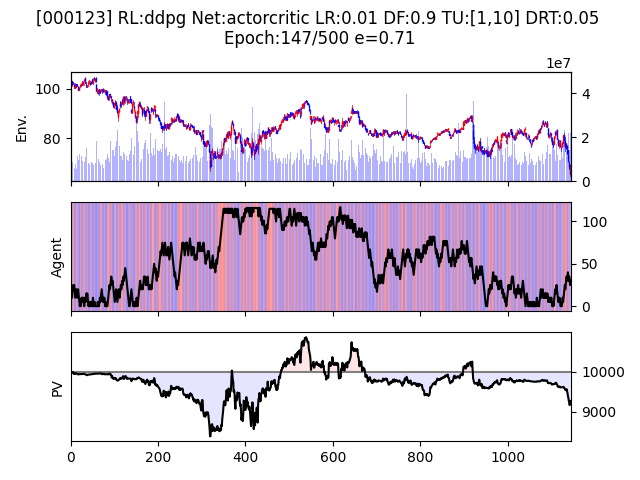 [000123] RL:ddpg Net:actorcritic LR:0.01 DF:0.9 TU:[1,10] DRT:0.05
Epoch:147/500 e=0.71
1e7
100
80
Env.
4
2
0
Agent
100
50
0
PV
10000
9000
0
200
400
600
800
1000